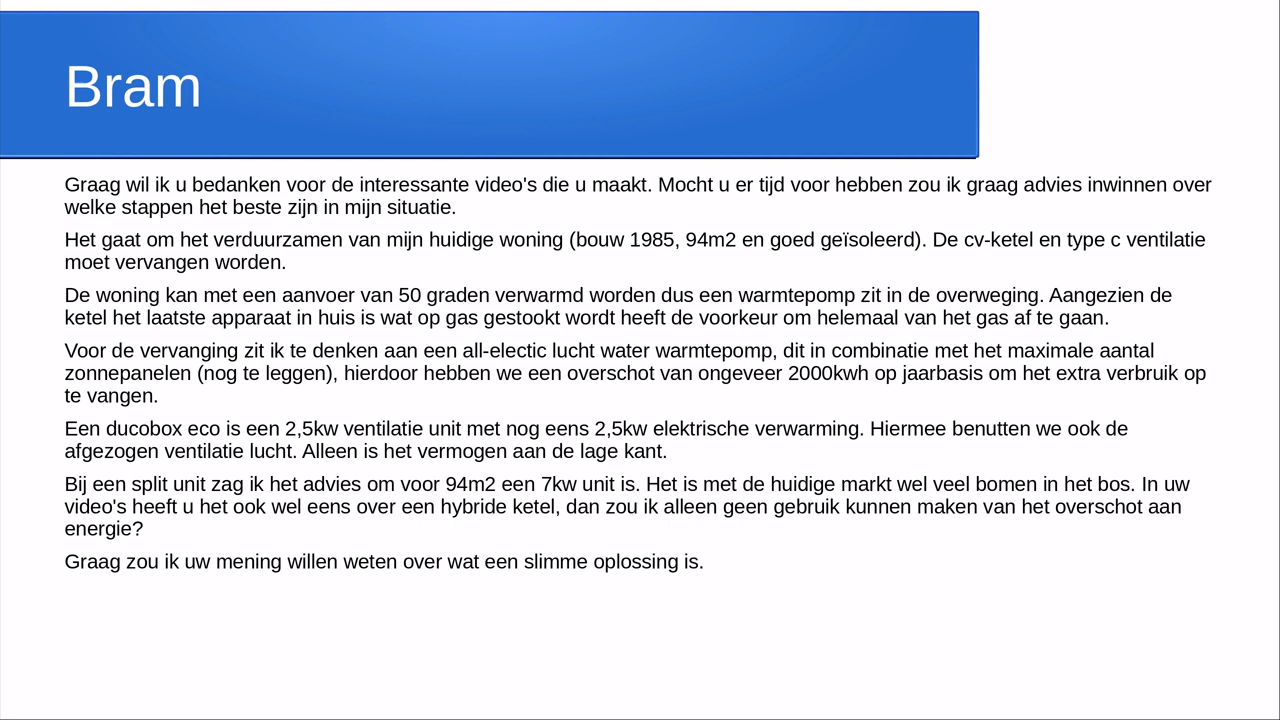 Bram
Graag wil ik u bedanken voor de interessante video's die u maakt. Mocht u er tijd voor hebben zou ik graag advies inwinnen over
welke stappen het beste zijn in mijn situatie.
Het gaat om het verduurzamen van mijn huidige woning (bouw 1985, 94m2 en goed geïsoleerd). De cv-ketel en type c ventilatie
moet vervangen worden.
De woning kan met een aanvoer van 50 graden verwarmd worden dus een warmtepomp zit in de overweging. Aangezien de
ketel het laatste apparaat in huis is wat op gas gestookt wordt heeft de voorkeur om helemaal van het gas af te gaan.
Voor de vervanging zit ik te denken aan een all-electic lucht water warmtepomp, dit in combinatie met het maximale aantal
zonnepanelen (nog te leggen), hierdoor hebben we een overschot van ongeveer 2000kwh op jaarbasis om het extra verbruik op
te vangen.
Een ducobox eco is een 2,5kw ventilatie unit met nog eens 2,5kw elektrische verwarming. Hiermee benutten we ook de
afgezogen ventilatie lucht. Alleen is het vermogen aan de lage kant.
Bij een split unit zag ik het advies om voor 94m2 een 7kw unit is. Het is met de huidige markt wel veel bomen in het bos. In uw
video's heeft u het ook wel eens over een hybride ketel, dan zou ik alleen geen gebruik kunnen maken van het overschot aan
energie?
Graag zou ik uw mening willen weten over wat een slimme oplossing is.